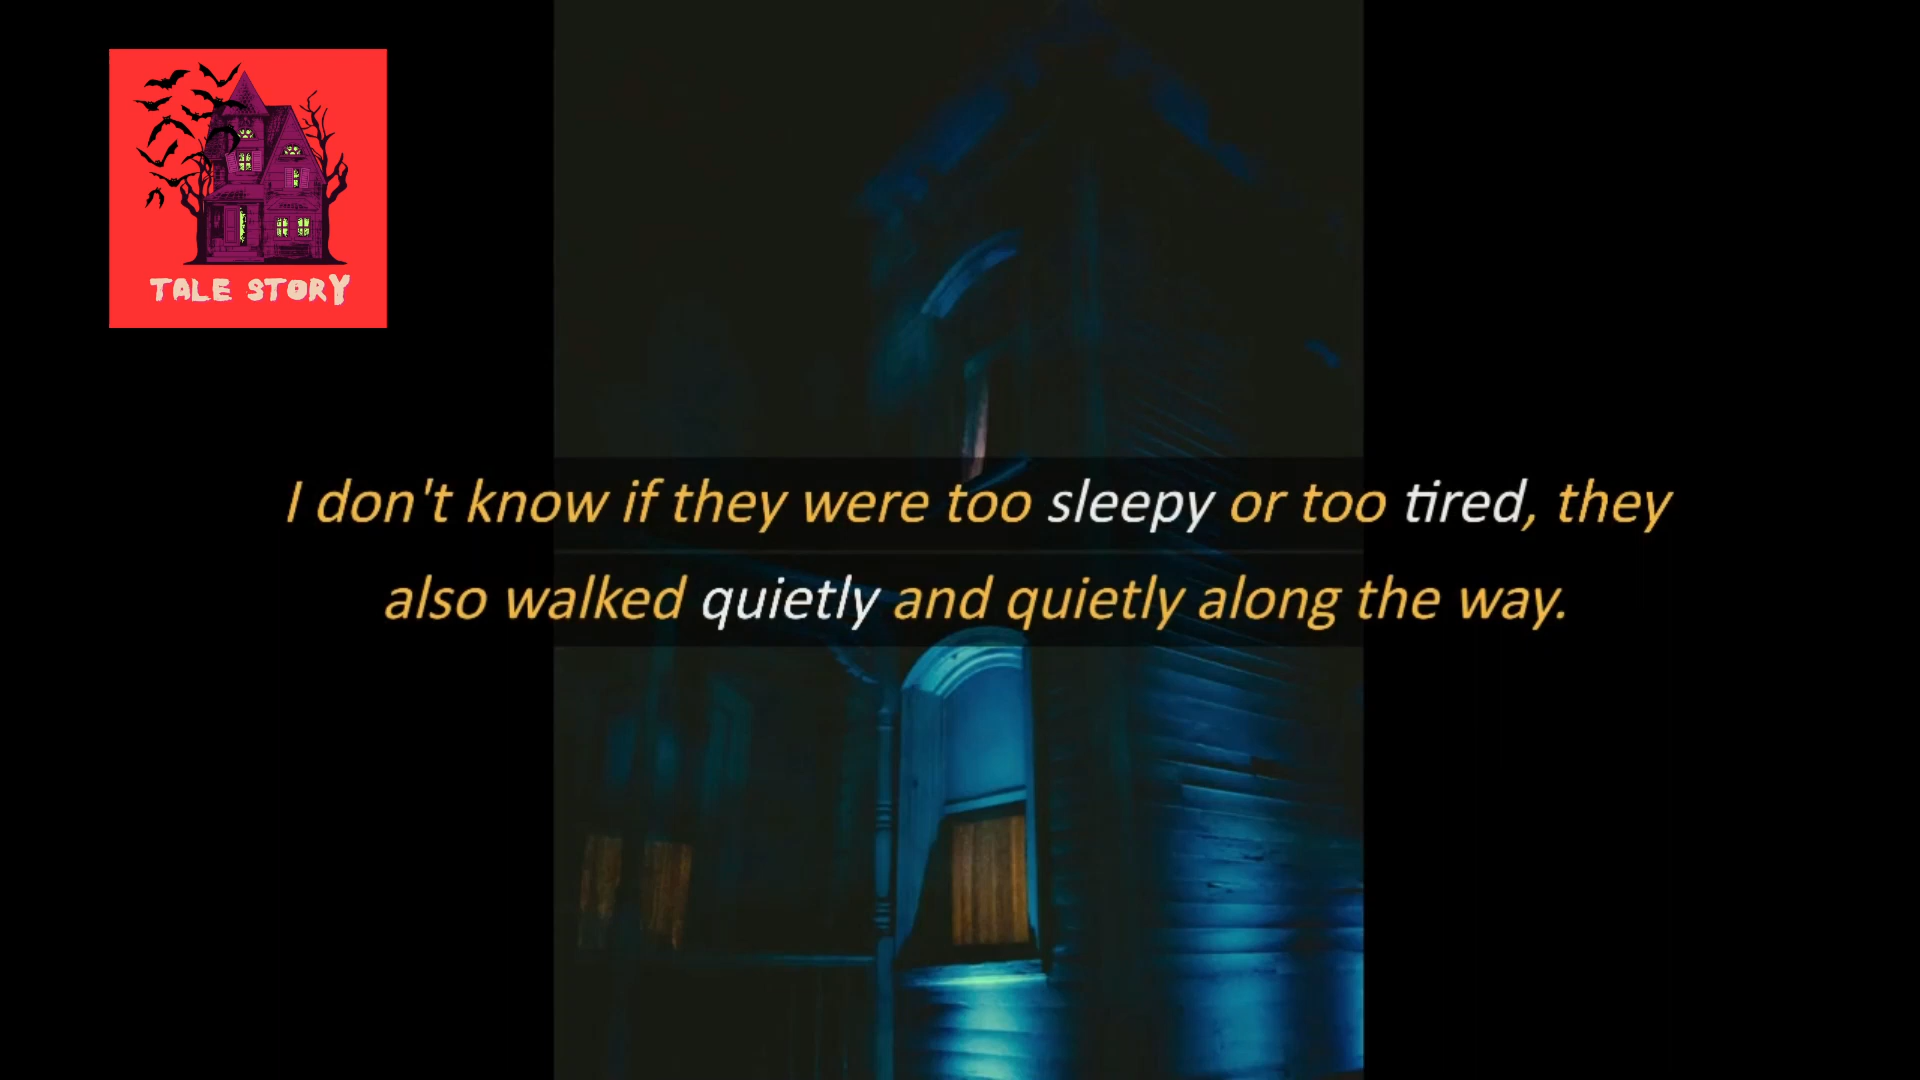 TALE STORY
I don't know if they were too sleepy or too tired, they
also walked quietly and quietly along the way.